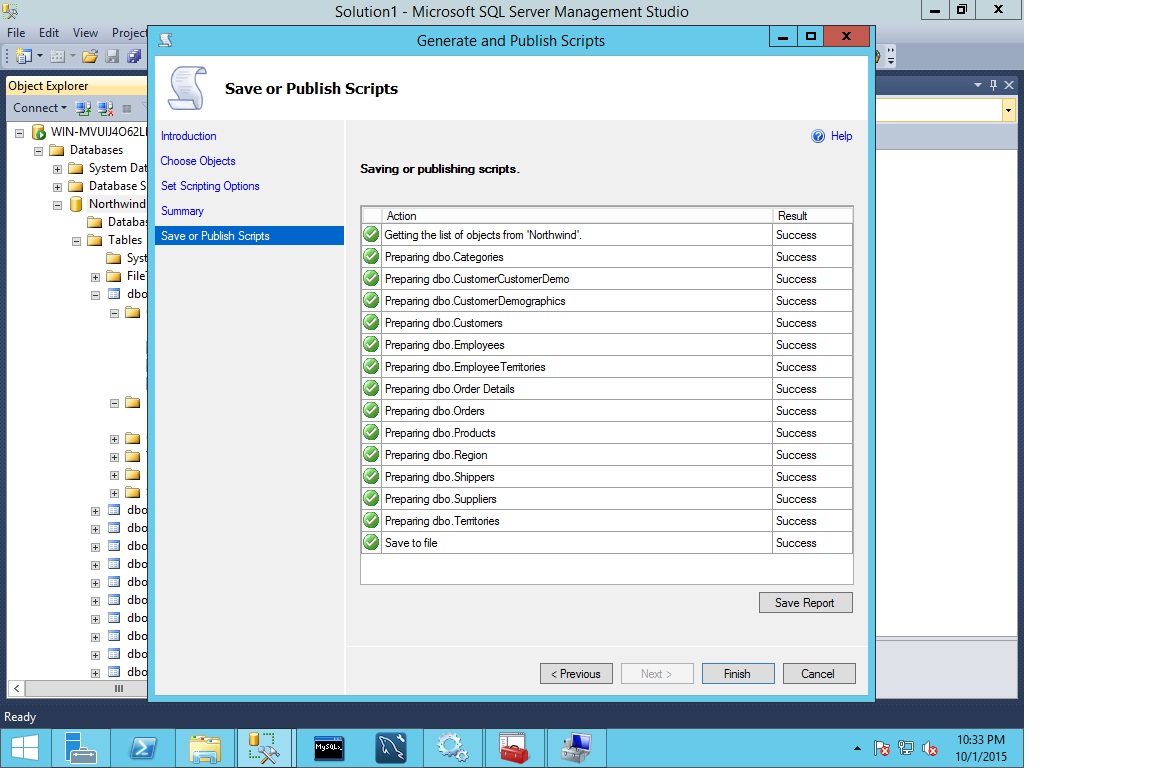 Solution1 - Microsoft SQL Server Management Studio
File Edit View Project
Generate and Publish Scripts
Object Explorer
Connect
WIN-MVUIJ4O62L
Databases
System Dat
Database S
Northwind
Databas
Tables
Syst
FileT
dbo
dbo
dbo
dbo
dbo
dbo
dbo
dbo
dbo
dbo
dbo
Save or Publish Scripts
Introduction
Choose Objects
Set Scripting Options
Summary
Save or Publish Scripts
Help
Saving or publishing scripts.
Action Result
Getting the list of objects from 'Northwind'. Success
Preparing dbo.Categories Success
Preparing dbo.CustomerCustomerDemo Success
Preparing dbo.CustomerDemographics Success
Preparing dbo.Customers Success
Preparing dbo.Employees Success
Preparing dbo.EmployeeTerritories Success
Preparing dbo.Order Details Success
Preparing dbo.Orders Success
Preparing dbo.Products Success
Preparing dbo.Region Success
Preparing dbo.Shippers Success
Preparing dbo.Suppliers Success
Preparing dbo.Territories Success
Save to file Success
Save Report
< Previous Next > Finish Cancel
Ready
MySQL>
10:33 PM
10/1/2015